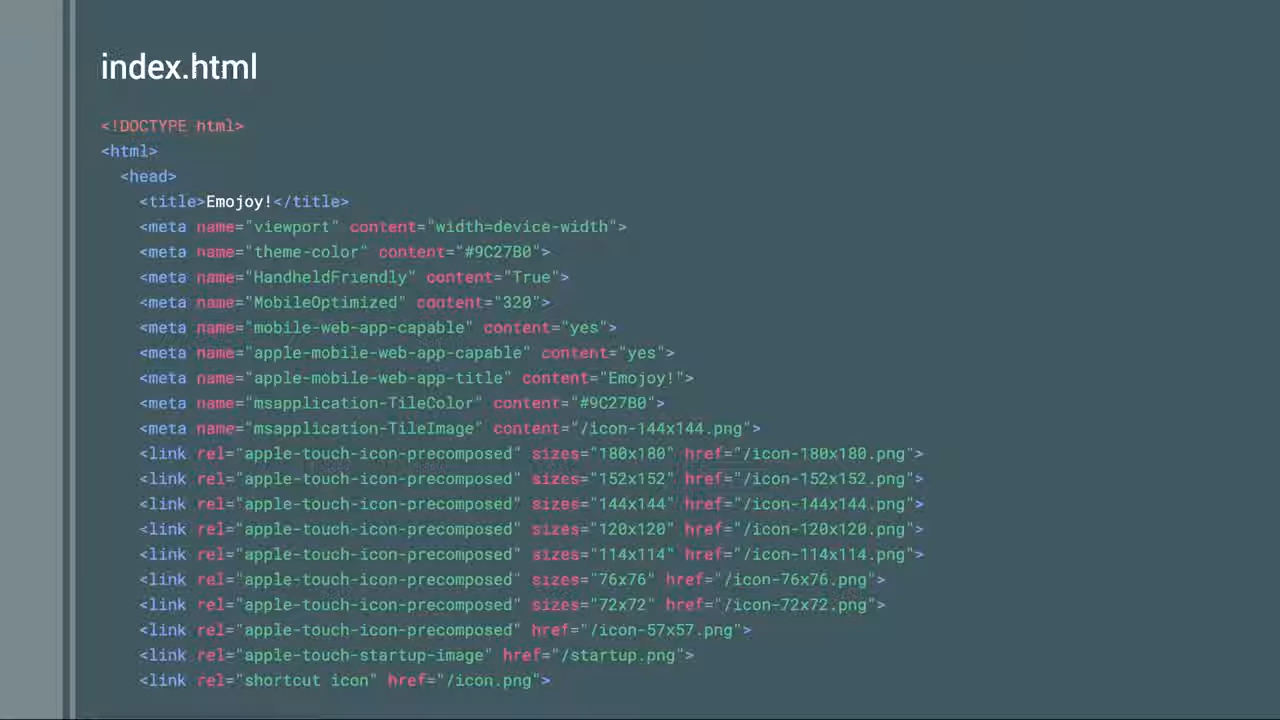 index.html
<!DOCTYPE html>
<html>
<head>
<title>Emojoy!</title>
<meta name="viewport" content="width=device-width">
<meta name="theme-color" content="#9C27B0">
<meta name="HandheldFriendly" content="True">
<meta name="MobileOptimized" content="320">
<meta name="mobile-web-app-capable" content="yes">
<meta name="apple-mobile-web-app-capable" content="yes">
<meta name="apple-mobile-web-app-title" content="Emojoy!">
<meta name="msapplication-TileColor" content="#9C27B0">
<meta name="msapplication-TileImage" content="/icon-144x144.png">
<link rel="apple-touch-icon-precomposed" sizes="180x180" href="/icon-180x180.png">
<link rel="apple-touch-icon-precomposed" sizes="152x152" href="/icon-152x152.png">
<link rel="apple-touch-icon-precomposed" sizes="144x144" href="/icon-144x144.png">
<link rel="apple-touch-icon-precomposed" sizes="120x120" href="/icon-120x120.png">
<link rel="apple-touch-icon-precomposed" sizes="114x114" href="/icon-114x114.png">
<link rel="apple-touch-icon-precomposed" sizes="76x76" href="/icon-76x76.png">
<link rel="apple-touch-icon-precomposed" sizes="72x72" href="/icon-72x72.png">
<link rel="apple-touch-icon-precomposed" href="/icon-57x57.png">
<link rel="apple-touch-startup-image" href="/startup.png">
<link rel="shortcut icon" href="/icon.png">